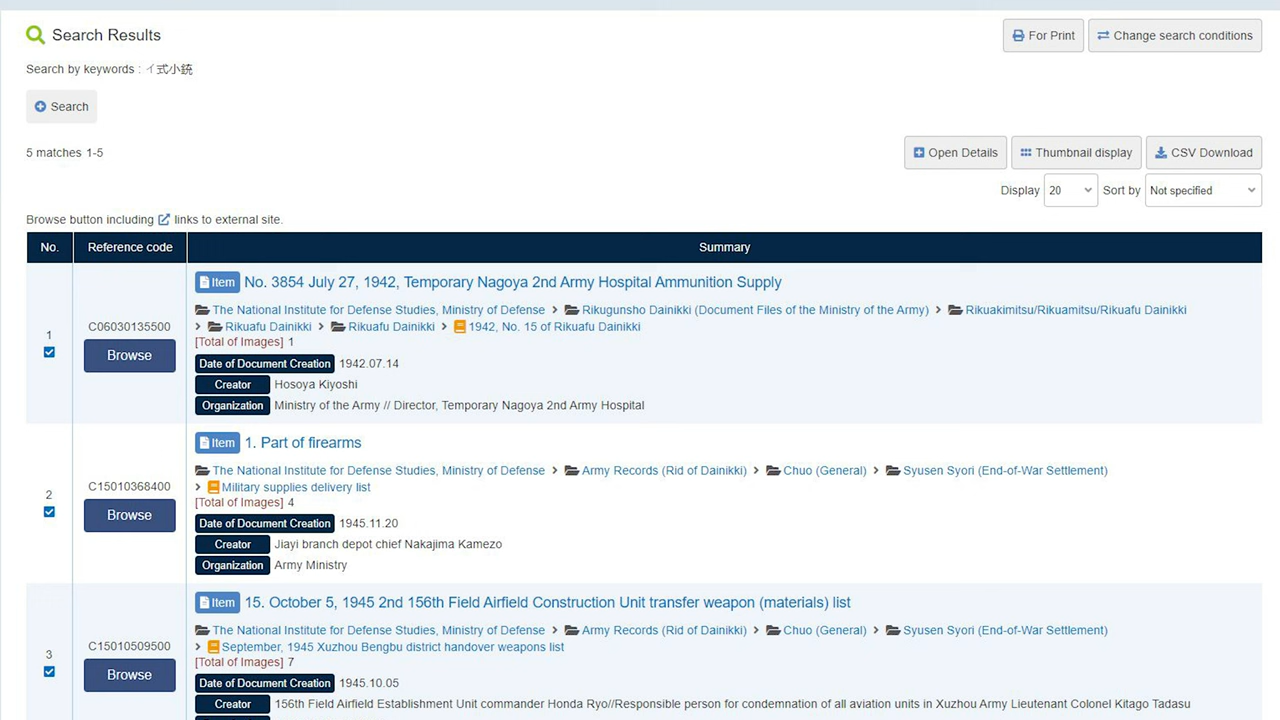 Search Results
For Print
Change search conditions
Search by keywords : イ式小銃
Search
5 matches 1-5
Open Details
Thumbnail display
CSV Download
Display 20 Sort by Not specified
Browse button including links to external site.
No. Reference code Summary
1
C06030135500
Browse
Item No. 3854 July 27, 1942, Temporary Nagoya 2nd Army Hospital Ammunition Supply
The National Institute for Defense Studies, Ministry of Defense > Rikugunsho Dainikki (Document Files of the Ministry of the Army) > Rikuakimitsu/Rikuamitsu/Rikuafu Dainikki
> Rikuafu Dainikki > Rikuafu Dainikki > 1942, No. 15 of Rikuafu Dainikki
[Total of Images] 1
Date of Document Creation 1942.07.14
Creator Hosoya Kiyoshi
Organization Ministry of the Army // Director, Temporary Nagoya 2nd Army Hospital
2
C15010368400
Browse
Item 1. Part of firearms
The National Institute for Defense Studies, Ministry of Defense > Army Records (Rid of Dainikki) > Chuo (General) > Syusen Syori (End-of-War Settlement)
> Military supplies delivery list
[Total of Images] 4
Date of Document Creation 1945.11.20
Creator Jiayi branch depot chief Nakajima Kamezo
Organization Army Ministry
3
C15010509500
Browse
Item 15. October 5, 1945 2nd 156th Field Airfield Construction Unit transfer weapon (materials) list
The National Institute for Defense Studies, Ministry of Defense > Army Records (Rid of Dainikki) > Chuo (General) > Syusen Syori (End-of-War Settlement)
> September, 1945 Xuzhou Bengbu district handover weapons list
[Total of Images] 7
Date of Document Creation 1945.10.05
Creator 156th Field Airfield Establishment Unit commander Honda Ryo//Responsible person for condemnation of all aviation units in Xuzhou Army Lieutenant Colonel Kitago Tadasu